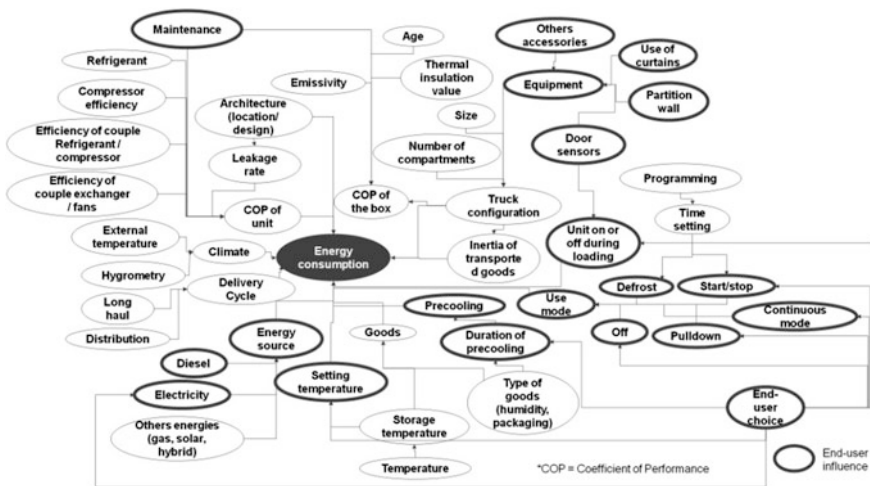 Maintenance
Age
Others
accessories
Use of
curtains
Refrigerant
Emissivity
Thermal
insulation
value
Equipment
Partition
wall
Compressor
efficiency
Architecture
(location/
design)
Size
Efficiency of couple
Refrigerant /
compressor
Number of
compartments
Door
sensors
Leakage
rate
Programming
Efficiency of
couple exchanger
/ fans
COP of
unit
COP of
the box
Truck
configuration
Time
setting
External
temperature
Climate
Energy
consumption
Inertia of
transporte
d goods
Unit on or
off during
loading
Hygrometry
Delivery
Cycle
Defrost
Start/stop
Long
haul
Precooling
Use
mode
Continuous
mode
Distribution
Energy
source
Goods
Duration of
precooling
Off
Pulldown
Diesel
Setting
temperature
Electricity
Type of
goods
(humidity,
packaging)
End-
user
choice
Others energies
(gas, solar,
hybrid)
Storage
temperature
Temperature
*COP = Coefficient of Performance
End-user
influence